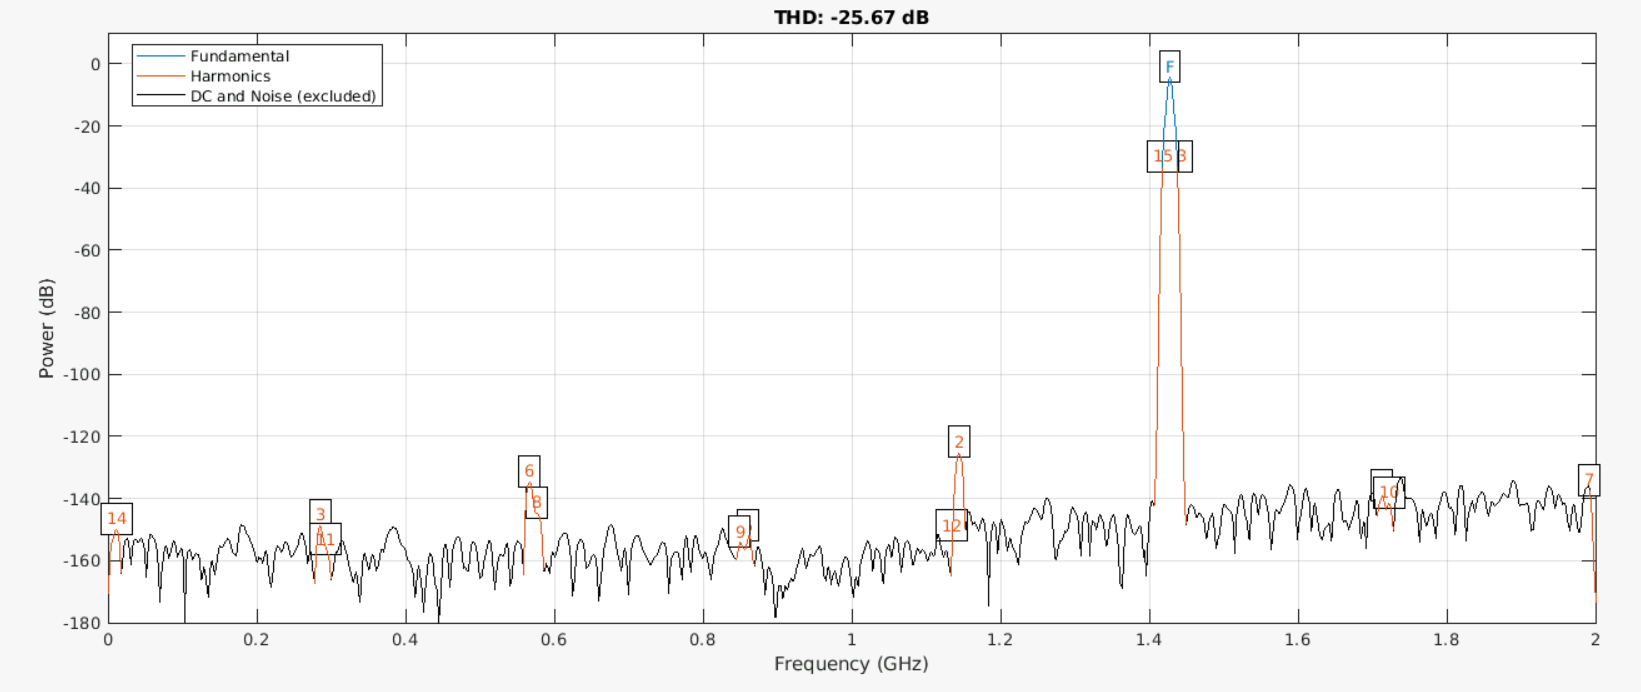 THD: -25.67 dB
Fundamental
Harmonics
DC and Noise (excluded)
F
15 3
2
6
8
7
10
3
11
14
9
12
0
-20
-40
-60
-80
-100
-120
-140
-160
-180
Power (dB)
0 0.2 0.4 0.6 0.8 1 1.2 1.4 1.6 1.8 2
Frequency (GHz)